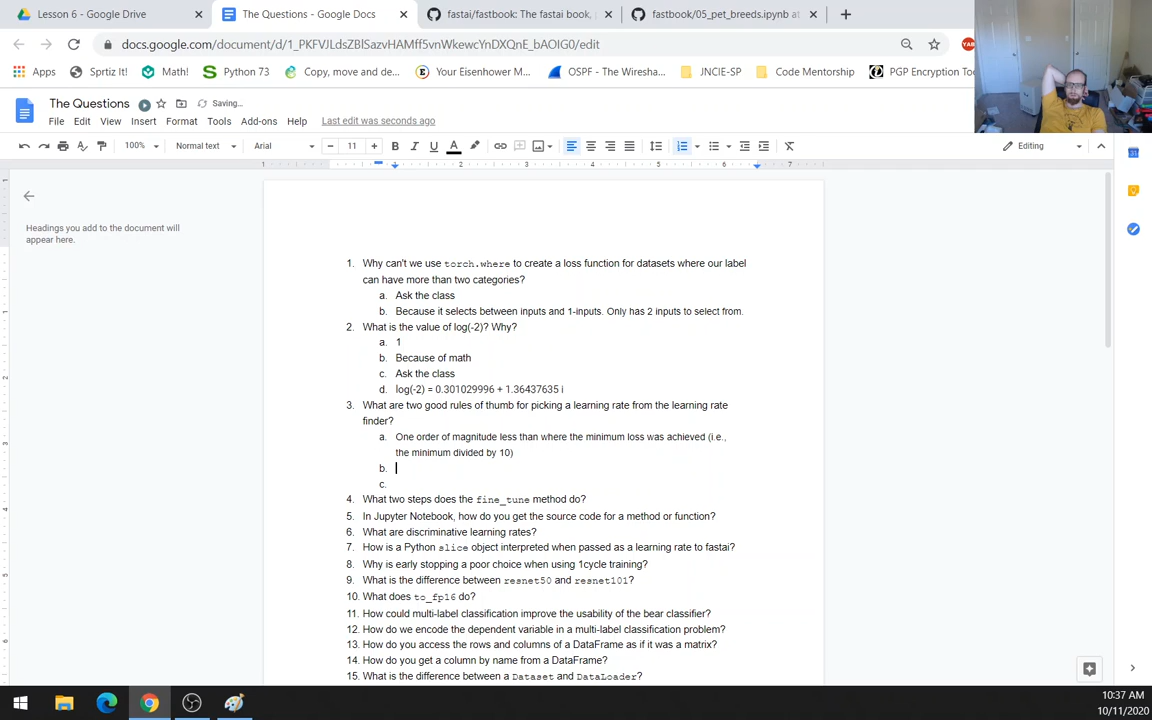 Lesson 6 - Google Drive
The Questions - Google Docs
fastai/fastbook: The fastai book,
fastbook/05_pet_breeds.ipynb at
docs.google.com/document/d/1_PKFVJLdsZBlSazvHAMff5vnWkewcYnDXQnE_bAOIG0/edit
Apps
Sprtiz It!
Math!
Python 73
Copy, move and de...
Your Eisenhower M...
OSPF - The Wiresha...
JNCIE-SP
Code Mentorship
PGP Encryption Too
The Questions
Saving...
File Edit View Insert Format Tools Add-ons Help Last edit was seconds ago
100% Normal text Arial 11 Editing
1 2 3 4 5 6 7
Headings you add to the document will
appear here.
1. Why can't we use torch.where to create a loss function for datasets where our label
can have more than two categories?
a. Ask the class
b. Because it selects between inputs and 1-inputs. Only has 2 inputs to select from.
2. What is the value of log(-2)? Why?
a. 1
b. Because of math
c. Ask the class
d. log(-2) = 0.301029996 + 1.36437635 i
3. What are two good rules of thumb for picking a learning rate from the learning rate
finder?
a. One order of magnitude less than where the minimum loss was achieved (i.e.,
the minimum divided by 10)
b.
c.
4. What two steps does the fine_tune method do?
5. In Jupyter Notebook, how do you get the source code for a method or function?
6. What are discriminative learning rates?
7. How is a Python slice object interpreted when passed as a learning rate to fastai?
8. Why is early stopping a poor choice when using 1cycle training?
9. What is the difference between resnet50 and resnet101?
10. What does to_fp16 do?
11. How could multi-label classification improve the usability of the bear classifier?
12. How do we encode the dependent variable in a multi-label classification problem?
13. How do you access the rows and columns of a DataFrame as if it was a matrix?
14. How do you get a column by name from a DataFrame?
15. What is the difference between a Dataset and DataLoader?
10:37 AM
10/11/2020